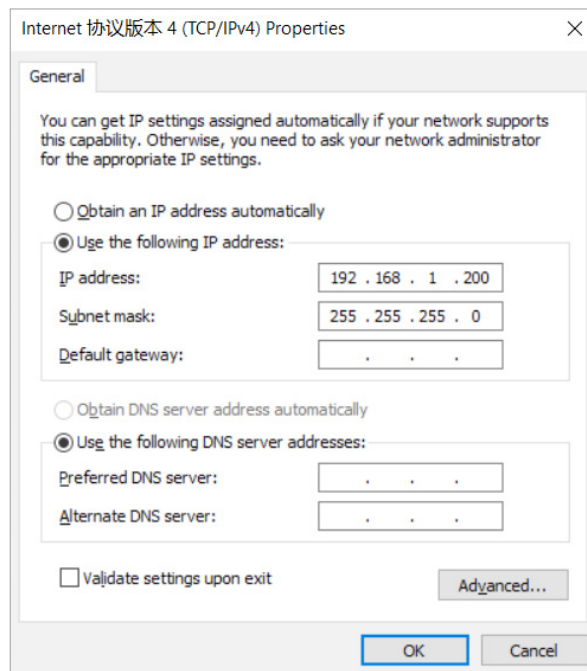 Internet 协议版本 4 (TCP/IPv4) Properties
General
You can get IP settings assigned automatically if your network supports
this capability. Otherwise, you need to ask your network administrator
for the appropriate IP settings.
Obtain an IP address automatically
Use the following IP address:
IP address: 192 . 168 . 1 . 200
Subnet mask: 255 . 255 . 255 . 0
Default gateway: . . .
Obtain DNS server address automatically
Use the following DNS server addresses:
Preferred DNS server: . . .
Alternate DNS server: . . .
Validate settings upon exit
Advanced...
OK Cancel